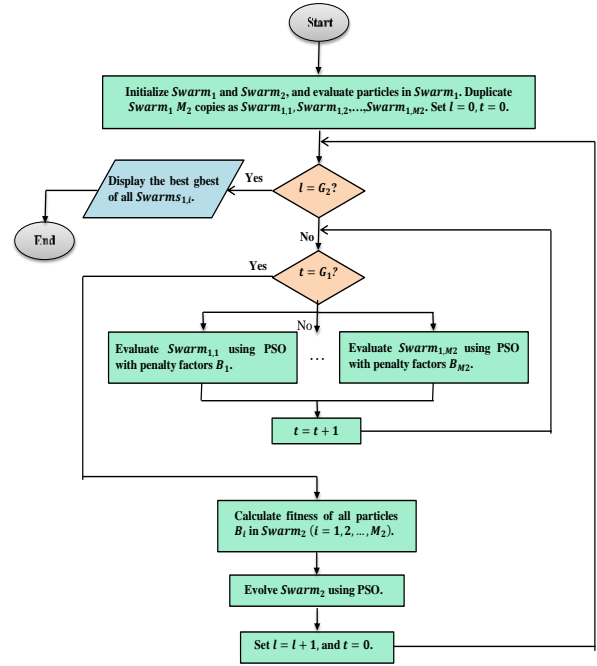 Start
Initialize Swarm₁ and Swarm₂, and evaluate particles in Swarm₁. Duplicate
Swarm₁ M₂ copies as Swarm₁,₁, Swarm₁,₂,…,Swarm₁,M2. Set l = 0, t = 0.
Display the best gbest
of all Swarms₁,ᵢ.
Yes
l = G₂?
End
No
Yes
t = G₁?
No
Evaluate Swarm₁,₁ using PSO
with penalty factors B₁.
…
Evaluate Swarm₁,M2 using PSO
with penalty factors B_M2.
t = t + 1
Calculate fitness of all particles
Bᵢ in Swarm₂ (i = 1, 2, …, M₂).
Evolve Swarm₂ using PSO.
Set l = l + 1, and t = 0.